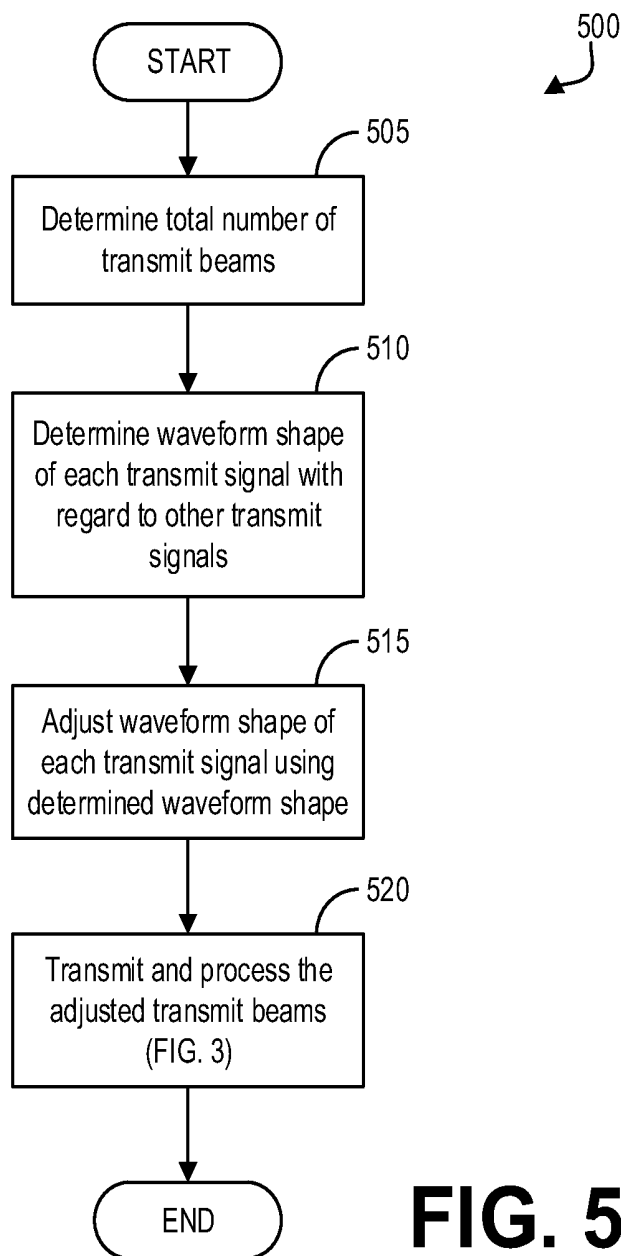 500
START
505
Determine total number of
transmit beams
510
Determine waveform shape
of each transmit signal with
regard to other transmit
signals
515
Adjust waveform shape of
each transmit signal using
determined waveform shape
520
Transmit and process the
adjusted transmit beams
(FIG. 3)
END
FIG. 5